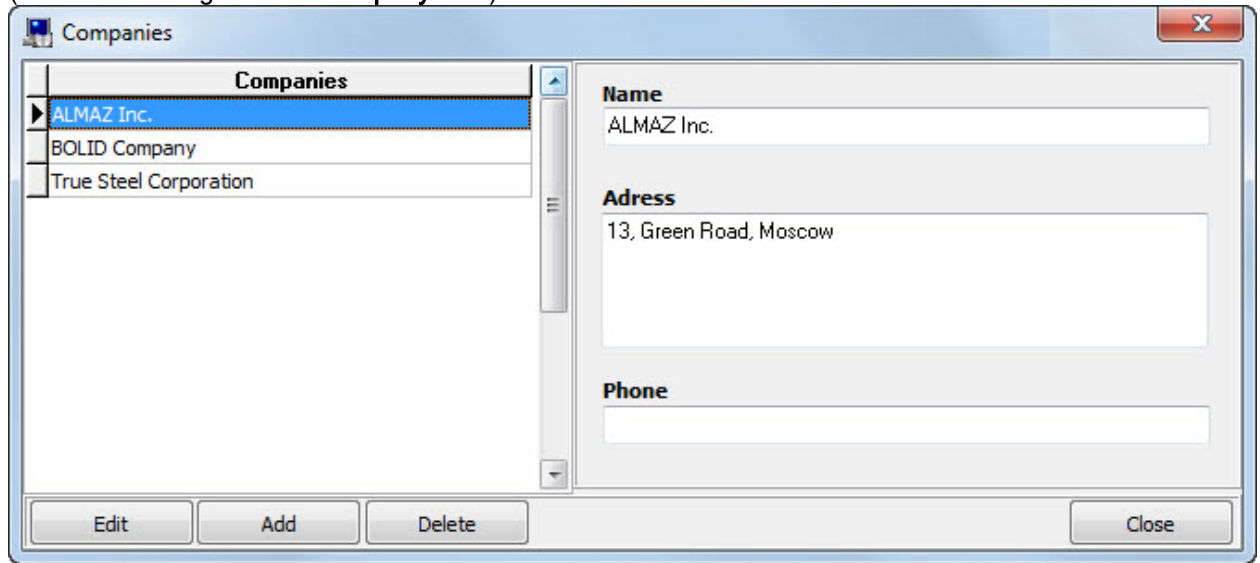 Companies
Companies
ALMAZ Inc.
BOLID Company
True Steel Corporation
Name
ALMAZ Inc.
Adress
13, Green Road, Moscow
Phone
Edit Add Delete Close